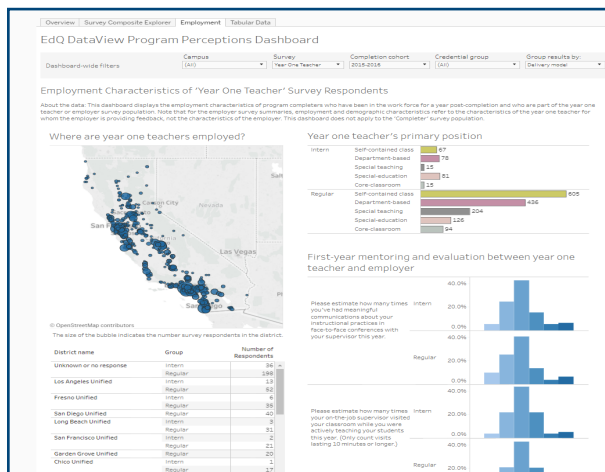 Overview Survey Composite Explorer Employment Tabular Data
EdQ DataView Program Perceptions Dashboard
Dashboard-wide filters
Campus
(All)
Survey
Year One Teacher
Completion cohort
2015-2016
Credential group
(All)
Group results by:
Delivery model
Employment Characteristics of 'Year One Teacher' Survey Respondents
About the data: This dashboard displays the employment characteristics of program completers who have been in the work force for a year post-completion and who are part of the year one
teacher or employer survey population. Note that for the employer survey summaries, employment and demographic characteristics refer to the characteristics of the year one teacher for
whom the employer is providing feedback, not the characteristics of the employer. This dashboard does not apply to the 'Completer' survey population.
Where are year one teachers employed?
Carson City
Nevada
Las Vegas
© OpenStreetMap contributors
The size of the bubble indicates the number survey respondents in the district.
District name Group Number of
Respondents
Unknown or no response Intern 36
Regular 198
Los Angeles Unified Intern 13
Regular 52
Fresno Unified Intern 6
Regular 39
San Diego Unified Regular 40
Long Beach Unified Intern 3
Regular 31
San Francisco Unified Intern 2
Regular 21
Garden Grove Unified Regular 20
Chico Unified Intern 1
Regular 17
Year one teacher's primary position
Intern Self-contained class 67
Department-based 78
Special teaching 15
Special-education 81
Core-classroom 15
Regular Self-contained class 605
Department-based 436
Special teaching 204
Special-education 126
Core-classroom 94
First-year mentoring and evaluation between year one
teacher and employer
Please estimate how many times
you've had meaningful
communications about your
instructional practices in
face-to-face conferences with
your supervisor this year.
Intern
40.0%
20.0%
0.0%
Regular
40.0%
20.0%
0.0%
Please estimate how many times
your on-the-job supervisor visited
your classroom while you were
actively teaching your students
this year. (Only count visits
lasting 10 minutes or longer.)
Intern
40.0%
20.0%
0.0%
Regular
40.0%
20.0%